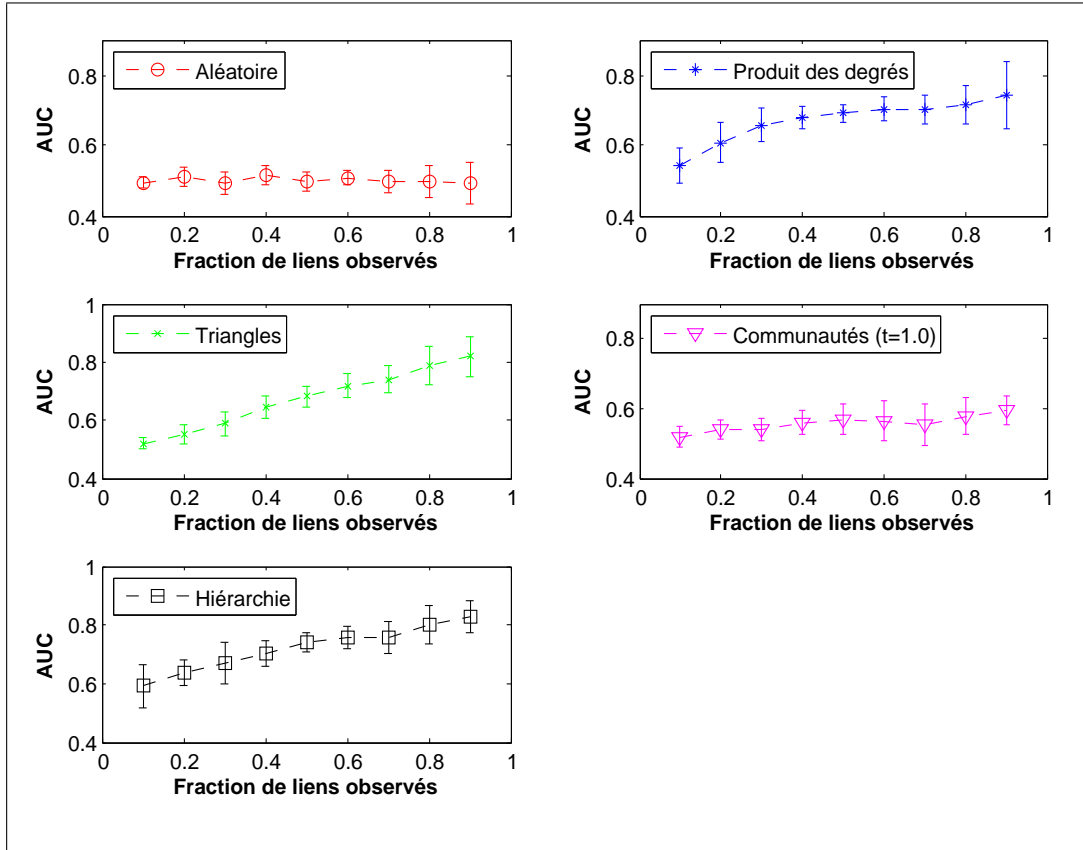 Aléatoire
0.8
0.6
0.4
AUC
0 0.2 0.4 0.6 0.8 1
Fraction de liens observés
Produit des degrés
0.8
0.6
0.4
AUC
0 0.2 0.4 0.6 0.8 1
Fraction de liens observés
Triangles
1
0.8
0.6
0.4
AUC
0 0.2 0.4 0.6 0.8 1
Fraction de liens observés
Communautés (t=1.0)
0.8
0.6
0.4
AUC
0 0.2 0.4 0.6 0.8 1
Fraction de liens observés
Hiérarchie
1
0.8
0.6
0.4
AUC
0 0.2 0.4 0.6 0.8 1
Fraction de liens observés